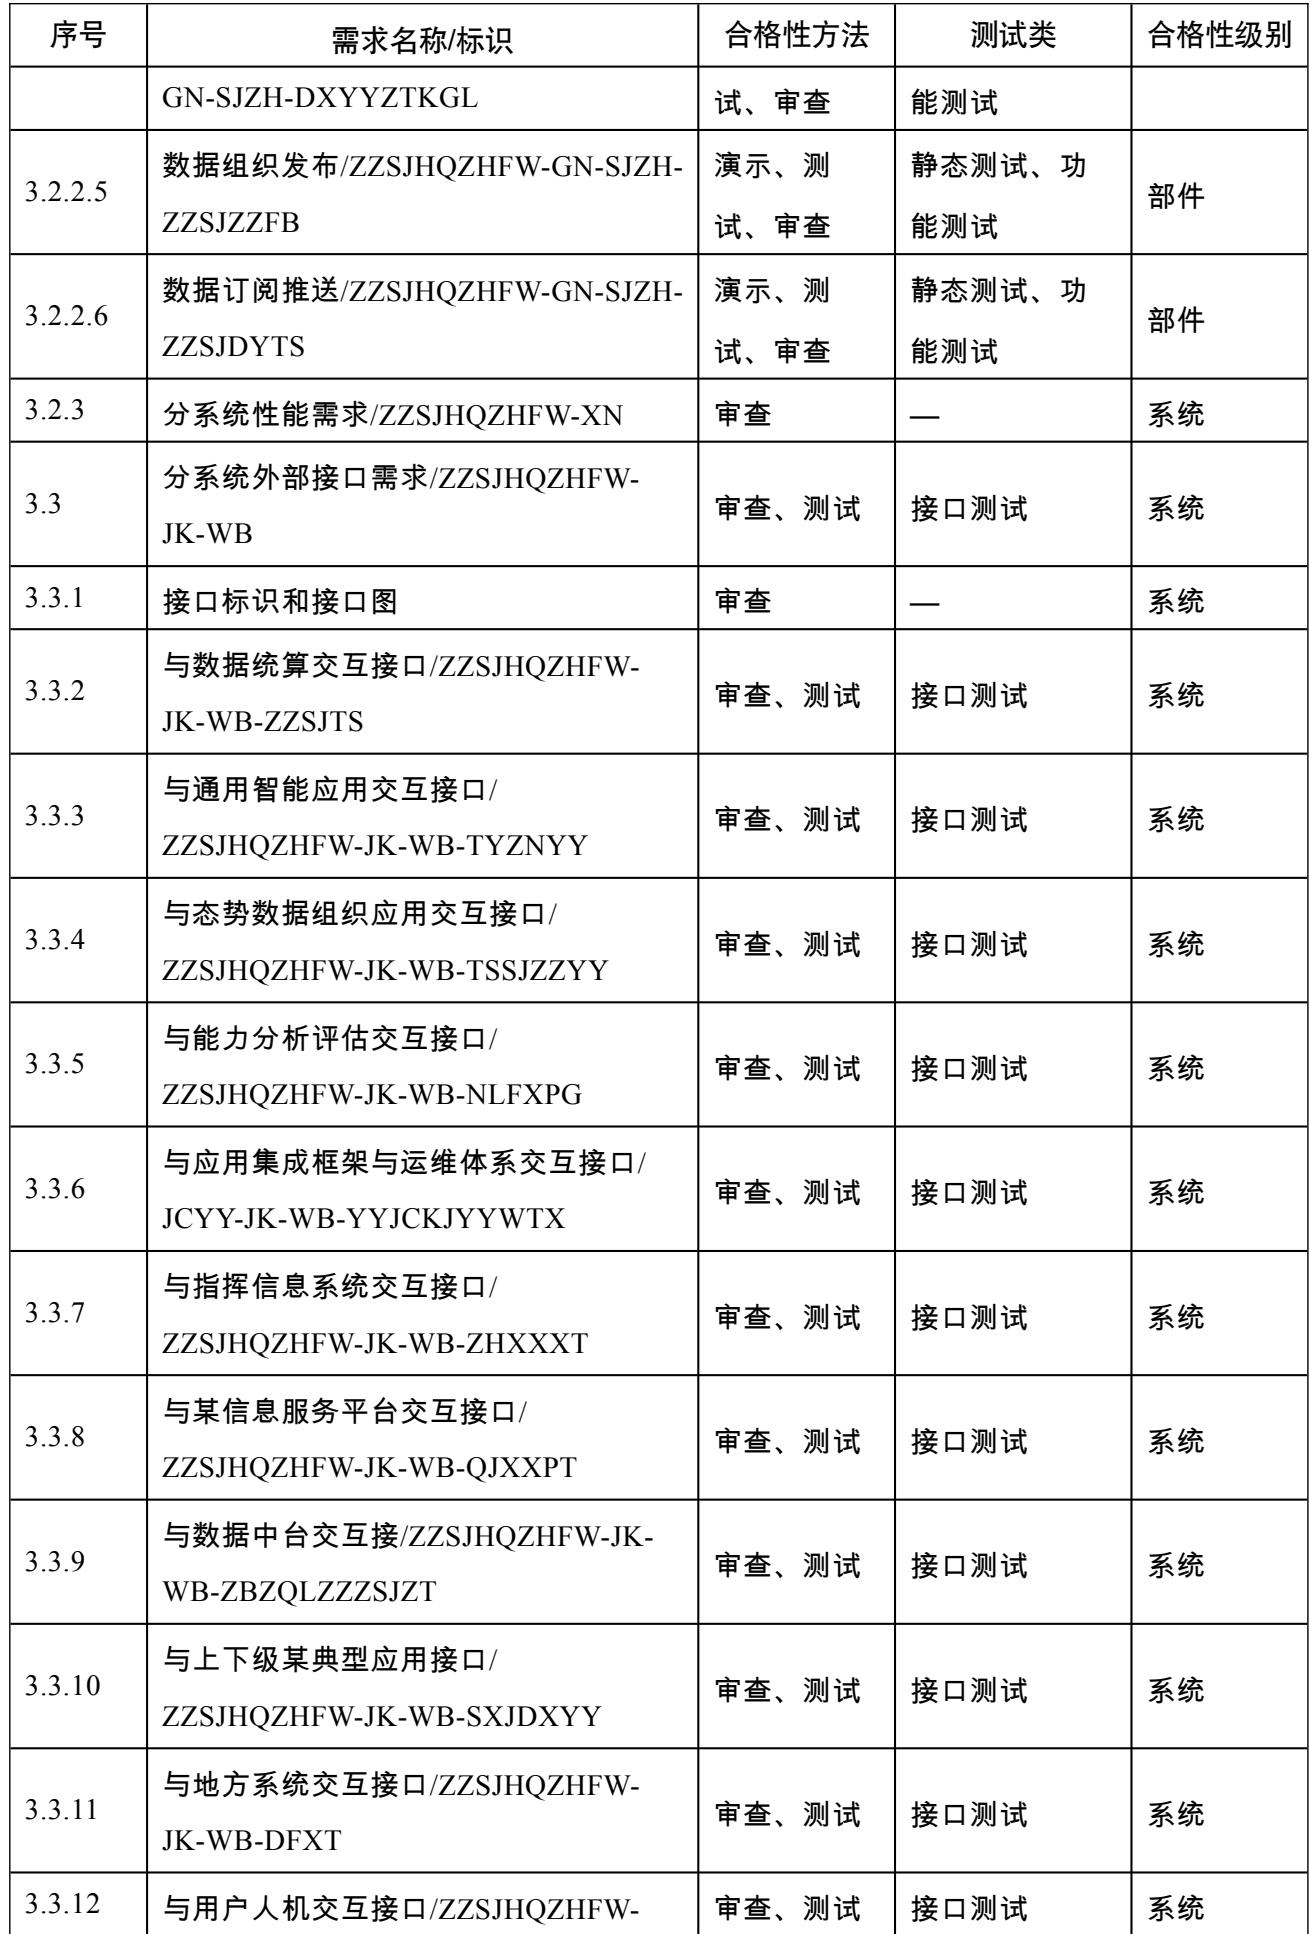 序号 需求名称/标识 合格性方法 测试类 合格性级别
GN-SJZH-DXYYZTKGL 试、审查 能测试
3.2.2.5 数据组织发布/ZZSJHQZHFW-GN-SJZH- 演示、测 静态测试、功 部件
ZZSJZZFB 试、审查 能测试
3.2.2.6 数据订阅推送/ZZSJHQZHFW-GN-SJZH- 演示、测 静态测试、功 部件
ZZSJDYTS 试、审查 能测试
3.2.3 分系统性能需求/ZZSJHQZHFW-XN 审查 — 系统
3.3 分系统外部接口需求/ZZSJHQZHFW- 审查、测试 接口测试 系统
JK-WB
3.3.1 接口标识和接口图 审查 — 系统
3.3.2 与数据统算交互接口/ZZSJHQZHFW- 审查、测试 接口测试 系统
JK-WB-ZZSJTS
3.3.3 与通用智能应用交互接口/ 审查、测试 接口测试 系统
ZZSJHQZHFW-JK-WB-TYZNYY
3.3.4 与态势数据组织应用交互接口/ 审查、测试 接口测试 系统
ZZSJHQZHFW-JK-WB-TSSJZZYY
3.3.5 与能力分析评估交互接口/ 审查、测试 接口测试 系统
ZZSJHQZHFW-JK-WB-NLFXPG
3.3.6 与应用集成框架与运维体系交互接口/ 审查、测试 接口测试 系统
JCYY-JK-WB-YYJCKJYYWTX
3.3.7 与指挥信息系统交互接口/ 审查、测试 接口测试 系统
ZZSJHQZHFW-JK-WB-ZHXXXT
3.3.8 与某信息服务平台交互接口/ 审查、测试 接口测试 系统
ZZSJHQZHFW-JK-WB-QJXXPT
3.3.9 与数据中台交互接/ZZSJHQZHFW-JK- 审查、测试 接口测试 系统
WB-ZBZQLZZZSJZT
3.3.10 与上下级某典型应用接口/ 审查、测试 接口测试 系统
ZZSJHQZHFW-JK-WB-SXJDXYY
3.3.11 与地方系统交互接口/ZZSJHQZHFW- 审查、测试 接口测试 系统
JK-WB-DFXT
3.3.12 与用户人机交互接口/ZZSJHQZHFW- 审查、测试 接口测试 系统